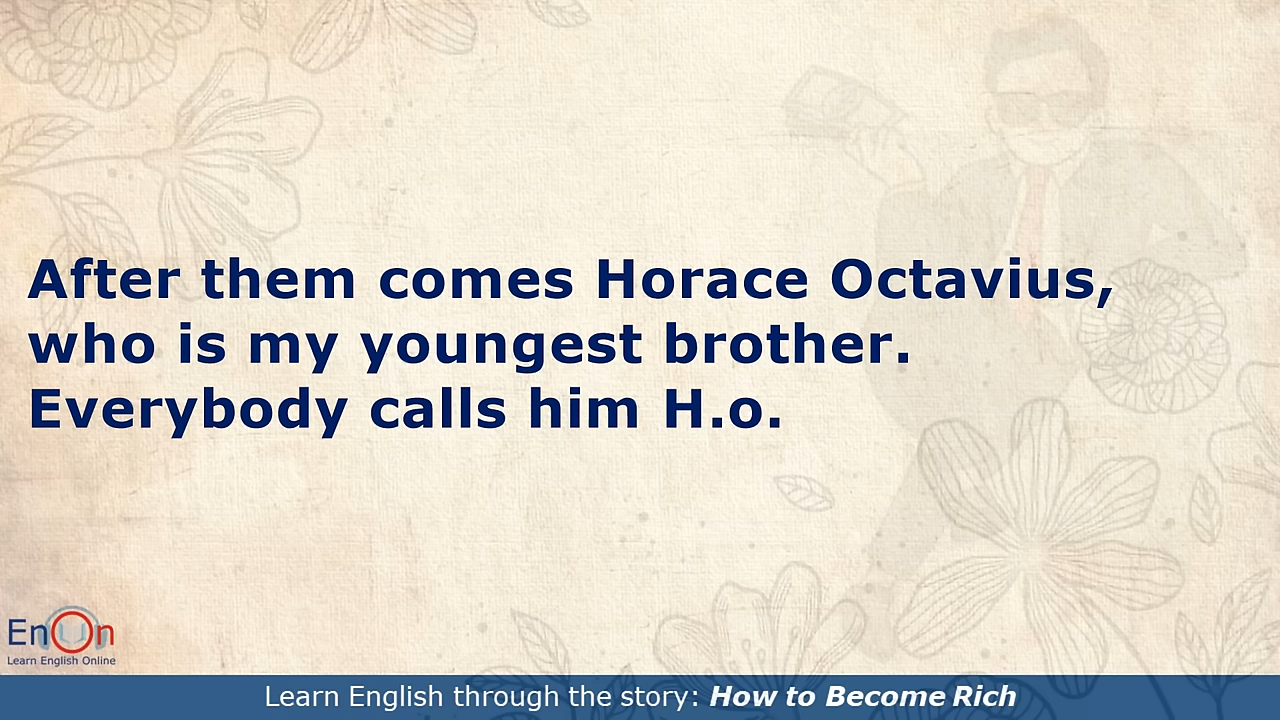 After them comes Horace Octavius,
who is my youngest brother.
Everybody calls him H.o.
EnOn
Learn English Online
Learn English through the story: How to Become Rich